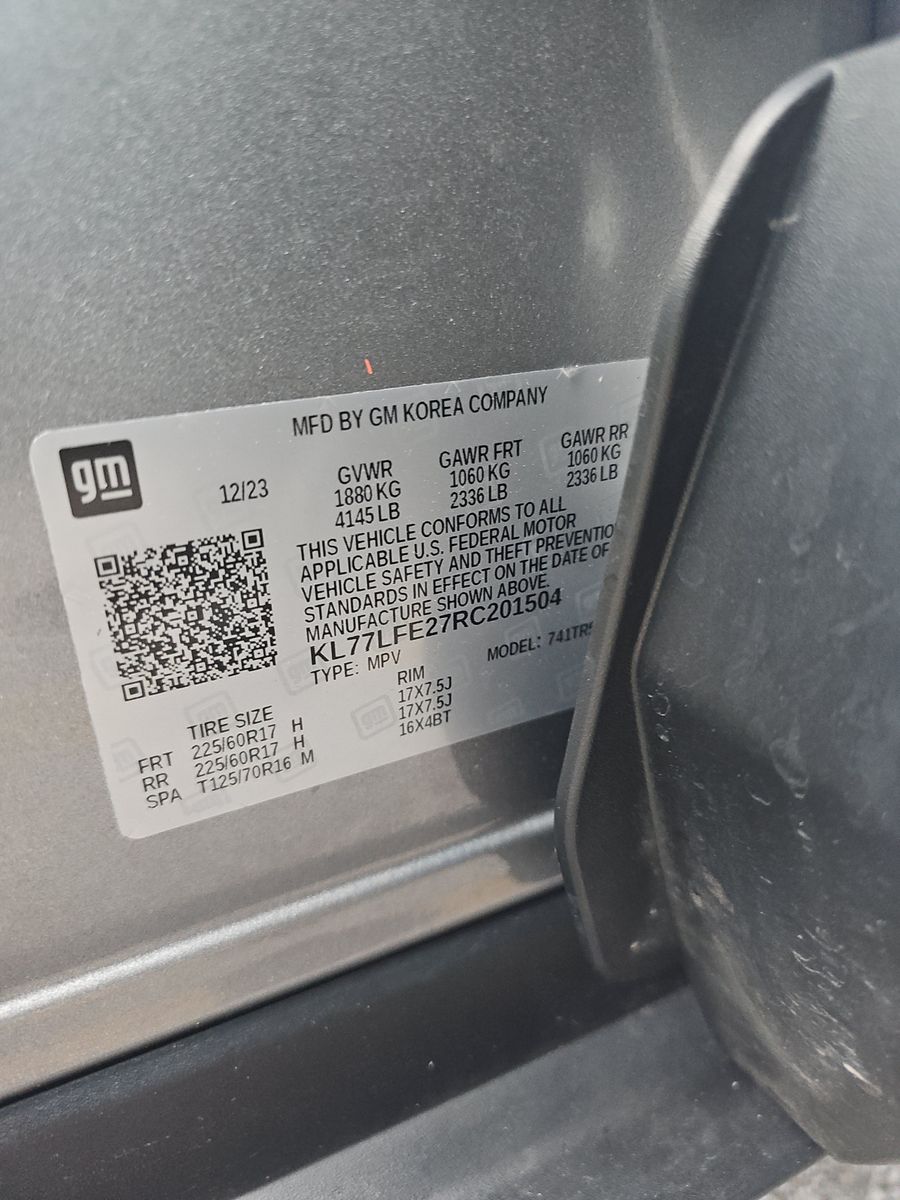 MFD BY GM KOREA COMPANY
gm
12/23
GVWR
1880 KG
4145 LB
GAWR FRT
1060 KG
2336 LB
GAWR RR
1060 KG
2336 LB
THIS VEHICLE CONFORMS TO ALL
APPLICABLE U.S. FEDERAL MOTOR
VEHICLE SAFETY AND THEFT PREVENTIO
STANDARDS IN EFFECT ON THE DATE OF
MANUFACTURE SHOWN ABOVE.
KL77LFE27RC201504
TYPE: MPV MODEL: 741TR
TIRE SIZE RIM
FRT 225/60R17 H 17X7.5J
RR 225/60R17 H 17X7.5J
SPA T125/70R16 M 16X4BT